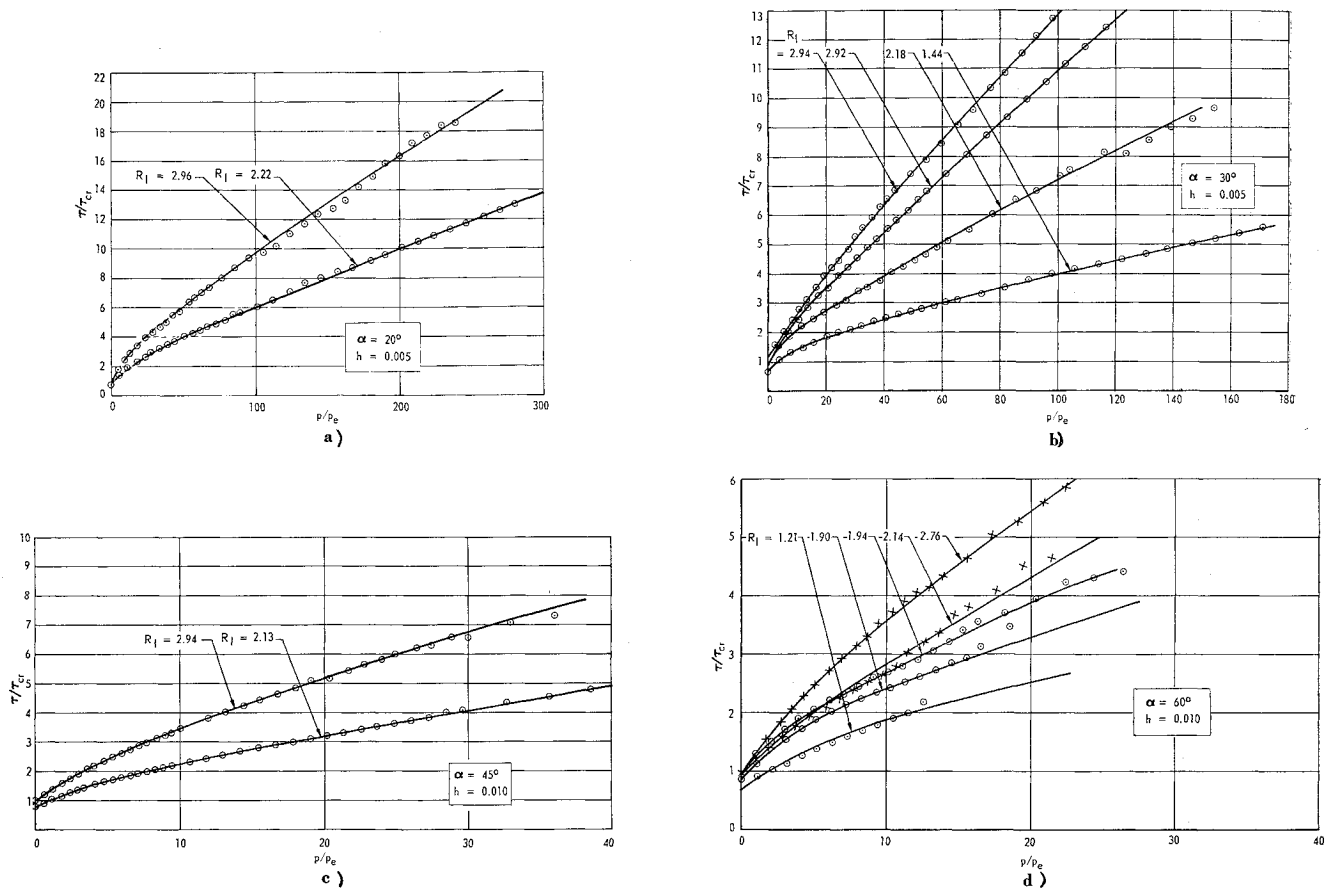 22
20
18
16
14
12
10
8
6
4
2
0
τ/τcr
R1 = 2.96
R1 = 2.22
α = 20°
h = 0.005
0 100 200 300
p/pe
a)
13
12
11
10
9
8
7
6
5
4
3
2
1
τ/τcr
R1
= 2.94 2.92 2.18 1.44
α = 30°
h = 0.005
0 20 40 60 80 100 120 140 160 180
p/pe
b)
10
9
8
7
6
5
4
3
2
1
τ/τcr
R1 = 2.94 R1 = 2.13
α = 45°
h = 0.010
0 10 20 30 40
p/pe
c)
6
5
4
3
2
1
0
τ/τcr
R1 = 1.21 -1.90 -1.94 -2.14 -2.76
α = 60°
h = 0.010
0 10 20 30 40
p/pe
d)